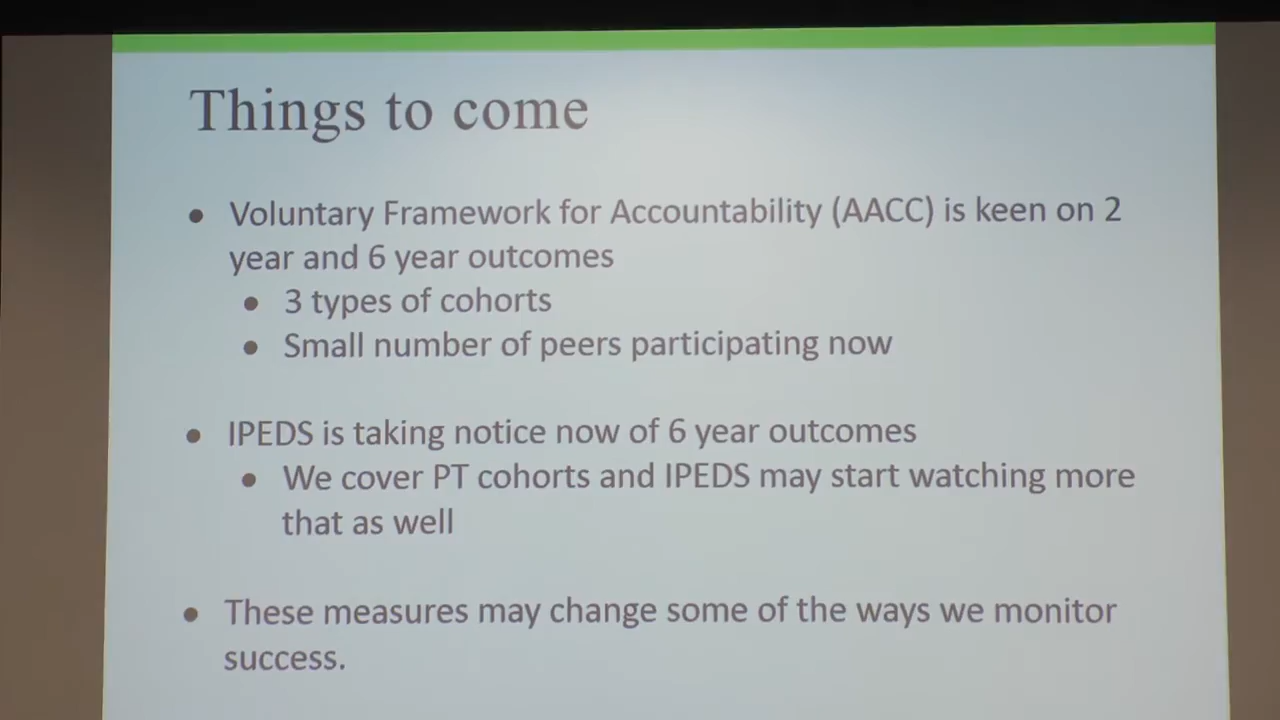 Things to come
• Voluntary Framework for Accountability (AACC) is keen on 2
year and 6 year outcomes
• 3 types of cohorts
• Small number of peers participating now
• IPEDS is taking notice now of 6 year outcomes
• We cover PT cohorts and IPEDS may start watching more
that as well
• These measures may change some of the ways we monitor
success.